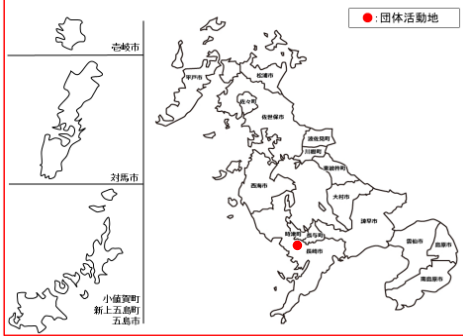 ●:団体活動地
壱岐市
対馬市
小値賀町
新上五島町
五島市
平戸市
松浦市
佐々町
佐世保市
波佐見町
川棚町
東彼杵町
西海市
大村市
諫早市
時津町
長与町
長崎市
雲仙市
島原市
南島原市